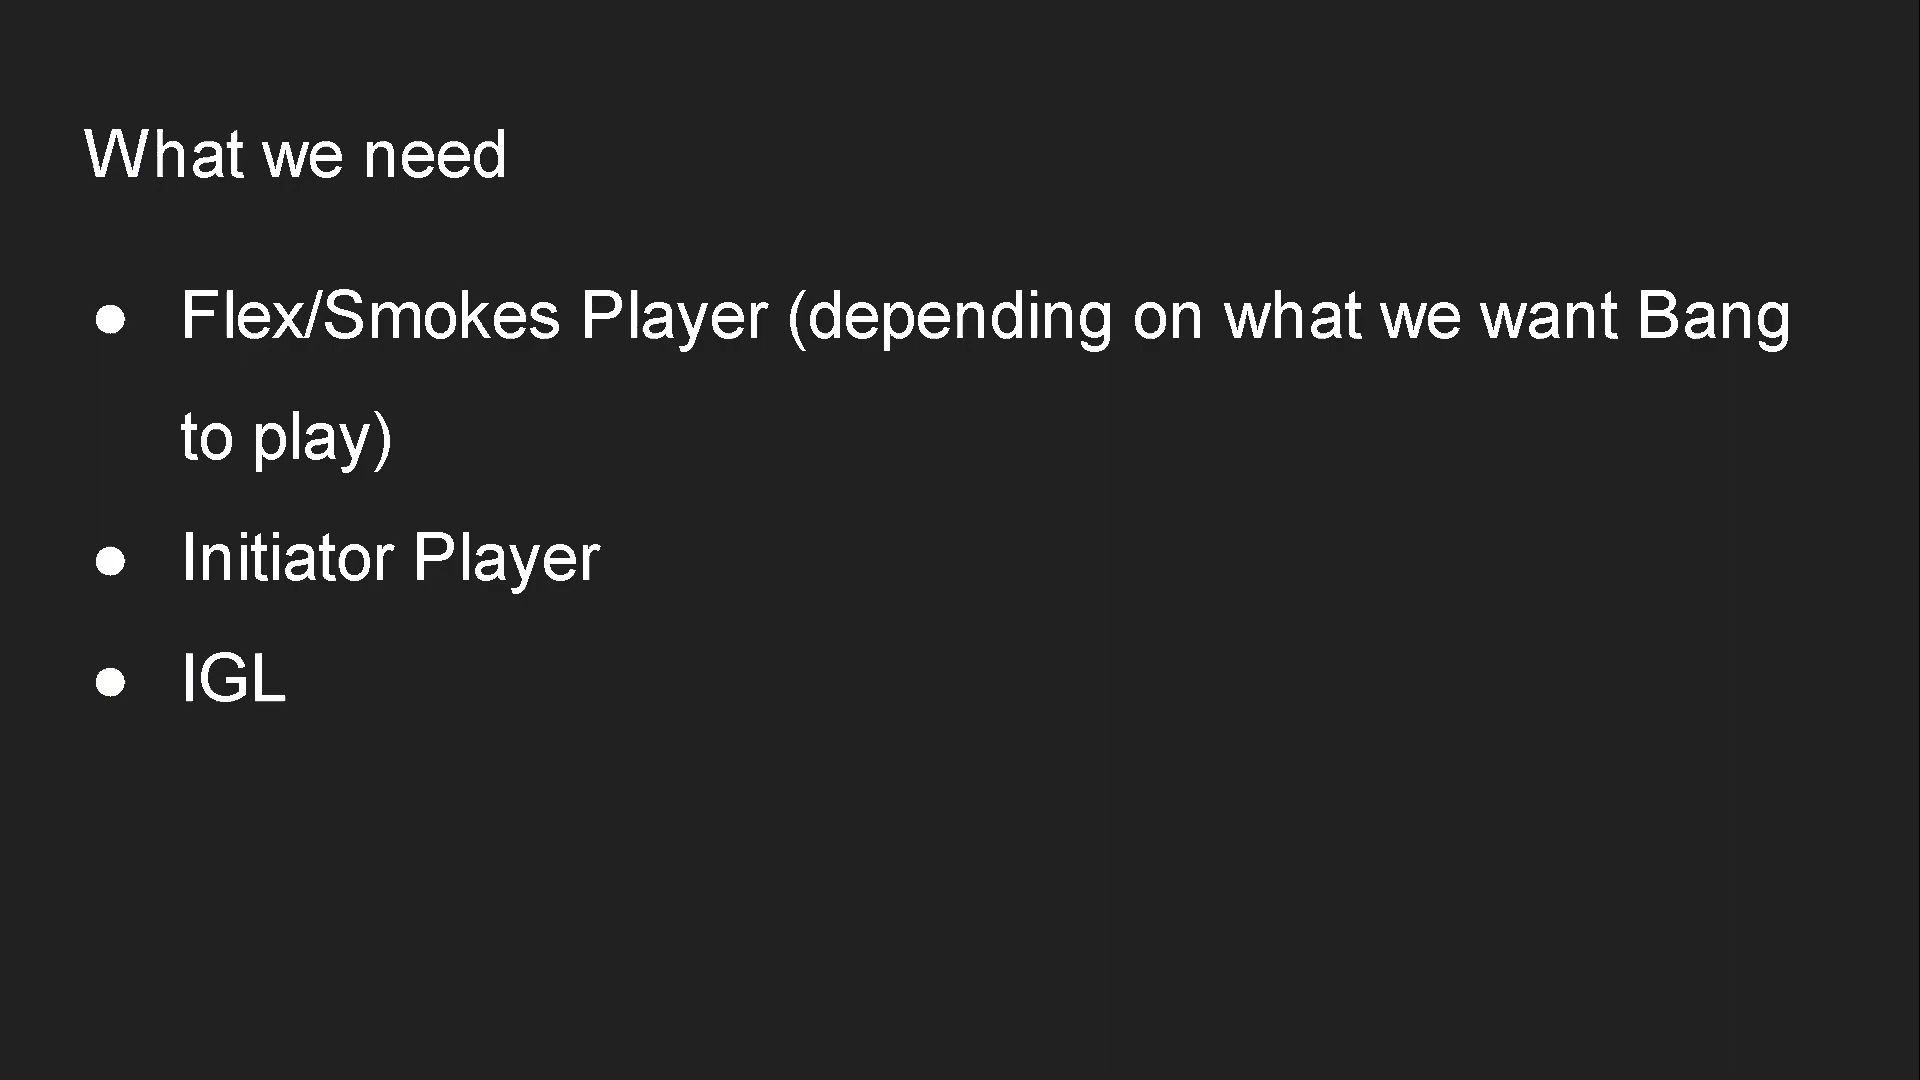 What we need
● Flex/Smokes Player (depending on what we want Bang
to play)
● Initiator Player
● IGL